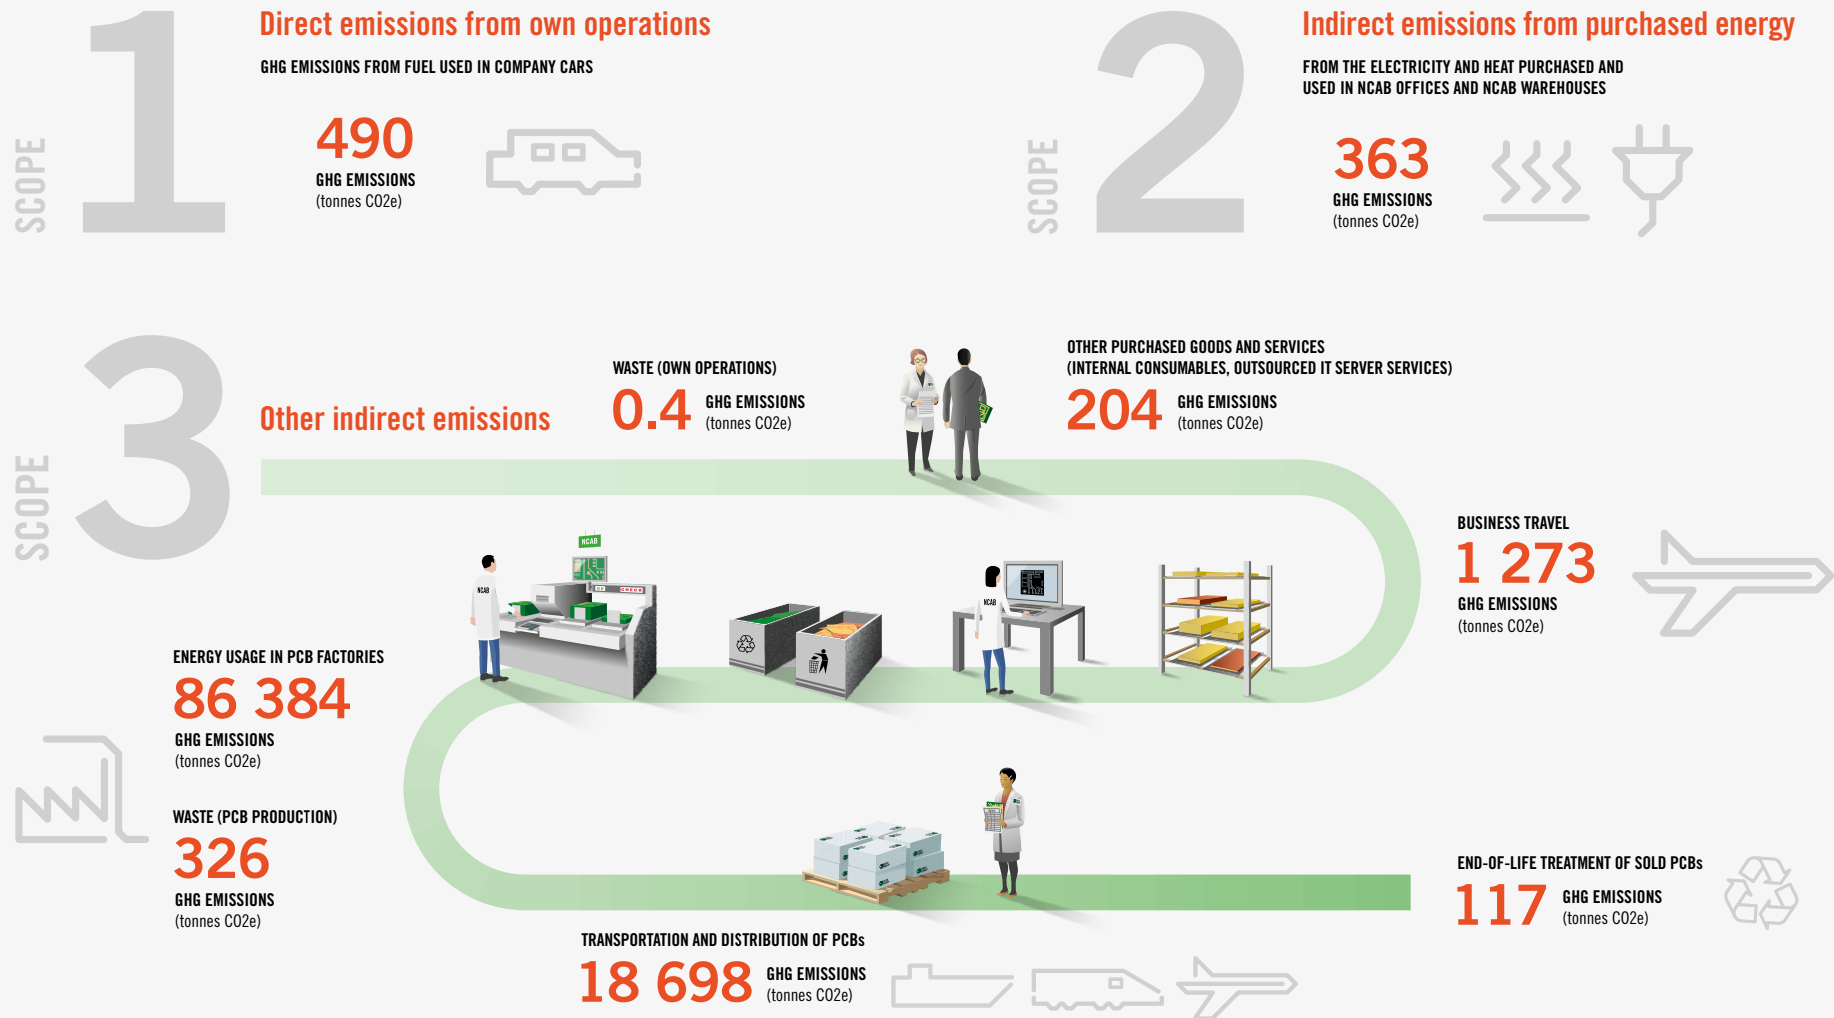 SCOPE
1
Direct emissions from own operations
GHG EMISSIONS FROM FUEL USED IN COMPANY CARS
490
GHG EMISSIONS
(tonnes CO2e)
SCOPE
2
Indirect emissions from purchased energy
FROM THE ELECTRICITY AND HEAT PURCHASED AND
USED IN NCAB OFFICES AND NCAB WAREHOUSES
363
GHG EMISSIONS
(tonnes CO2e)
SCOPE
3
Other indirect emissions
WASTE (OWN OPERATIONS)
0.4
GHG EMISSIONS
(tonnes CO2e)
OTHER PURCHASED GOODS AND SERVICES
(INTERNAL CONSUMABLES, OUTSOURCED IT SERVER SERVICES)
204
GHG EMISSIONS
(tonnes CO2e)
BUSINESS TRAVEL
1 273
GHG EMISSIONS
(tonnes CO2e)
NCAB
NCAB
CHECK
NCAB
ENERGY USAGE IN PCB FACTORIES
86 384
GHG EMISSIONS
(tonnes CO2e)
WASTE (PCB PRODUCTION)
326
GHG EMISSIONS
(tonnes CO2e)
TRANSPORTATION AND DISTRIBUTION OF PCBs
18 698
GHG EMISSIONS
(tonnes CO2e)
END-OF-LIFE TREATMENT OF SOLD PCBs
117
GHG EMISSIONS
(tonnes CO2e)